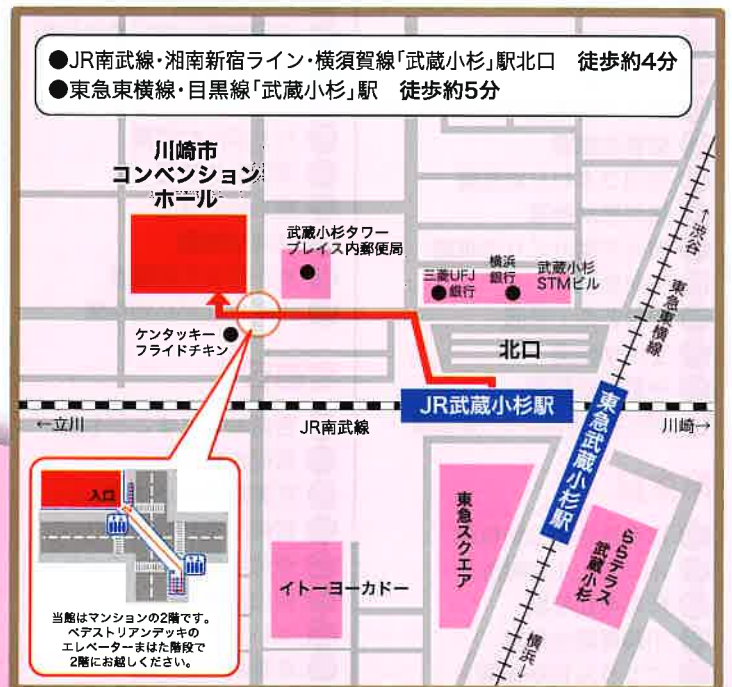 ●JR南武線・湘南新宿ライン・横須賀線「武蔵小杉」駅北口　徒歩約4分
●東急東横線・目黒線「武蔵小杉」駅　徒歩約5分
川崎市
コンベンション
ホール
武蔵小杉タワー
プレイス内郵便局
三菱UFJ
銀行
横浜
銀行
武蔵小杉
STMビル
↑渋谷
東急東横線
ケンタッキー
フライドチキン
北口
JR武蔵小杉駅
東急武蔵小杉駅
←立川
JR南武線
川崎→
入口
当館はマンションの2階です。
ペデストリアンデッキの
エレベーターまはた階段で
2階にお越しください。
イトーヨーカドー
東急スクエア
ららテラス
武蔵小杉
横浜↓